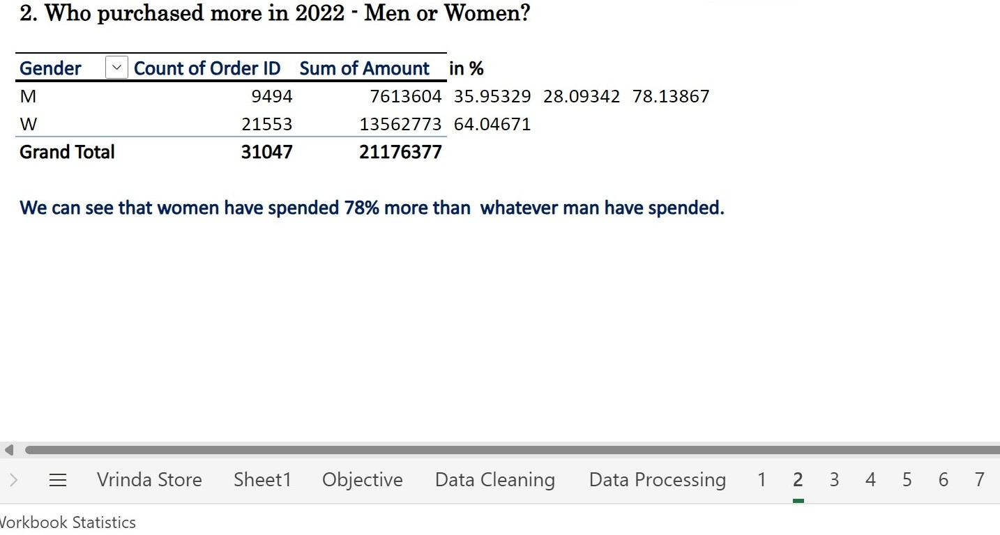 2. Who purchased more in 2022 - Men or Women?
Gender Count of Order ID Sum of Amount in %
M 9494 7613604 35.95329 28.09342 78.13867
W 21553 13562773 64.04671
Grand Total 31047 21176377
We can see that women have spended 78% more than whatever man have spended.
Vrinda Store Sheet1 Objective Data Cleaning Data Processing 1 2 3 4 5 6 7
Workbook Statistics